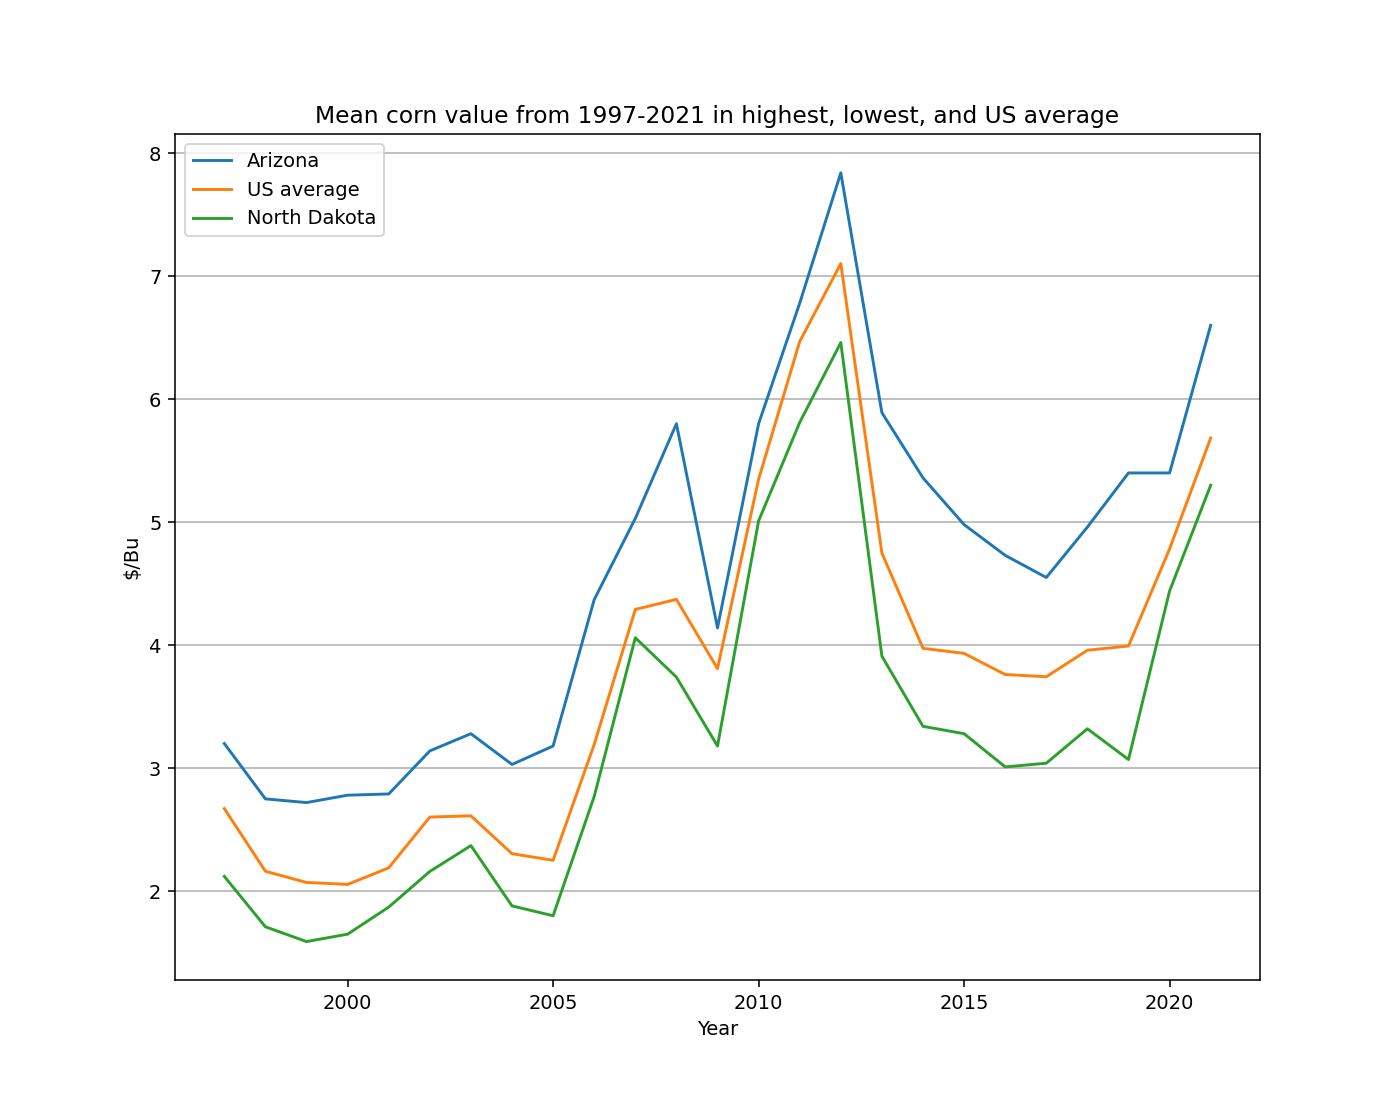 Mean corn value from 1997-2021 in highest, lowest, and US average
Arizona
US average
North Dakota
8
7
6
5
4
3
2
$/Bu
2000 2005 2010 2015 2020
Year